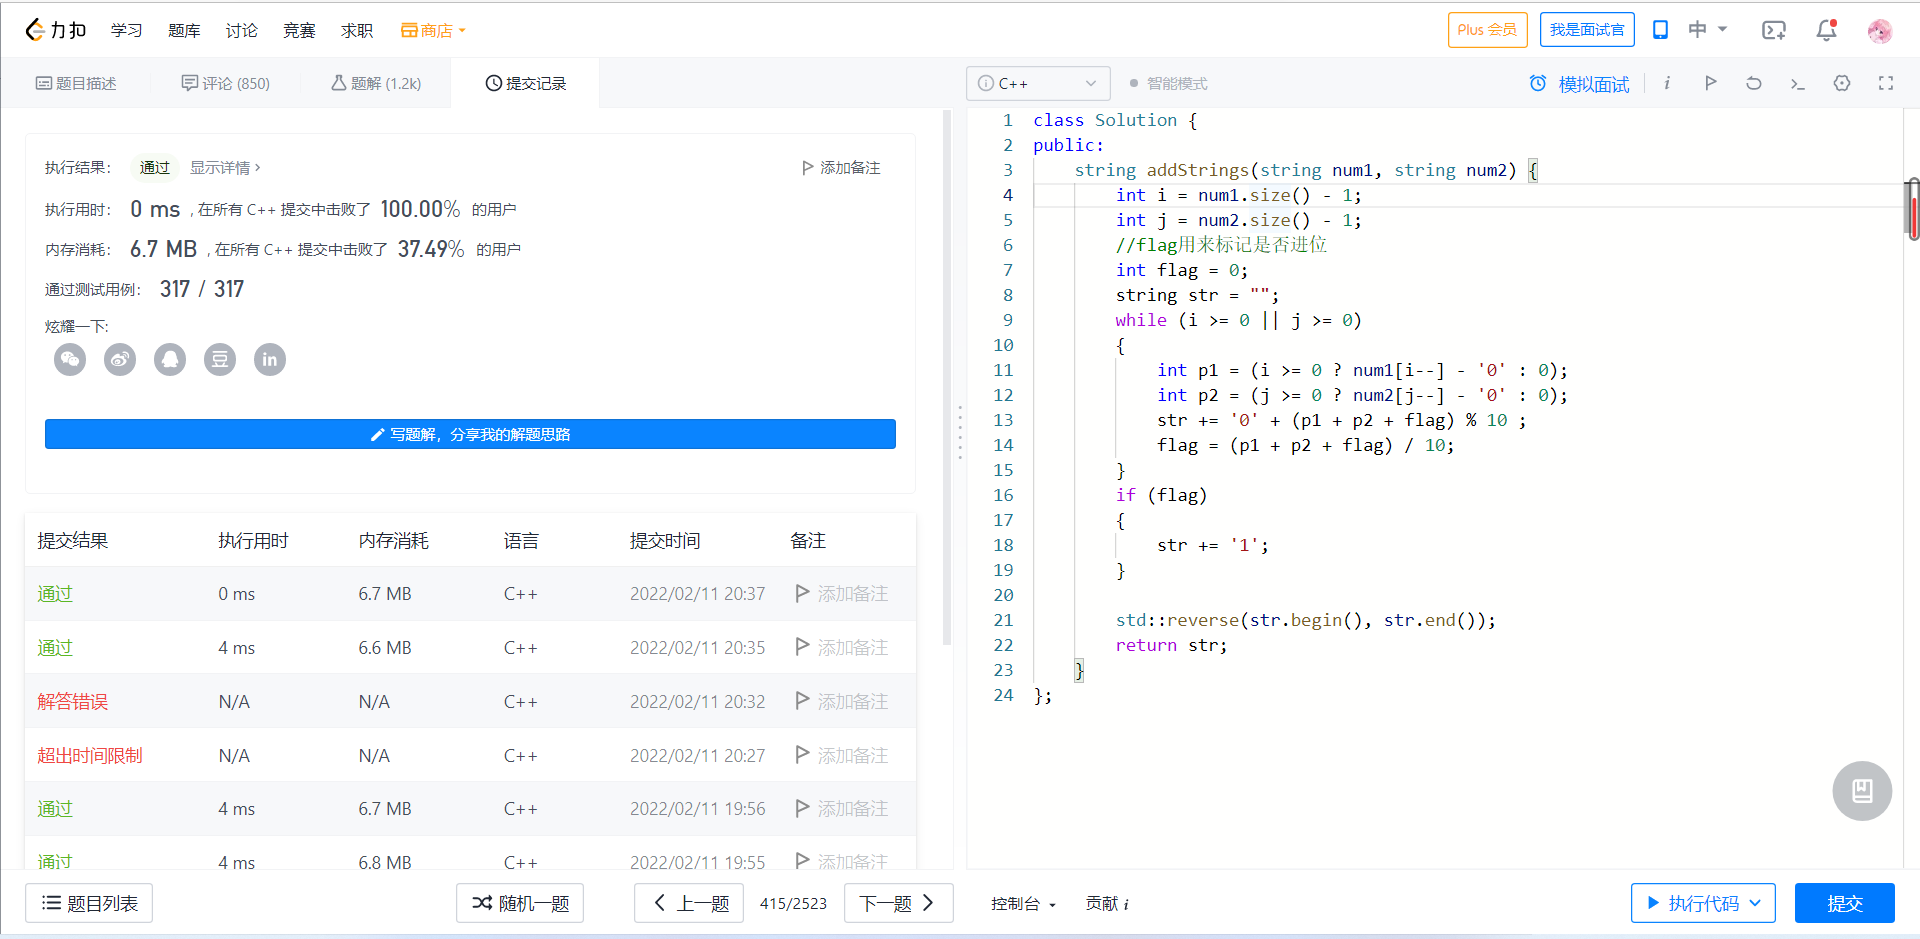 力扣 学习 题库 讨论 竞赛 求职 商店 Plus 会员 我是面试官 中
题目描述 评论 (850) 题解 (1.2k) 提交记录
执行结果： 通过 显示详情 › 添加备注
执行用时： 0 ms , 在所有 C++ 提交中击败了 100.00% 的用户
内存消耗： 6.7 MB , 在所有 C++ 提交中击败了 37.49% 的用户
通过测试用例： 317 / 317
炫耀一下:
豆 in
写题解，分享我的解题思路
提交结果 执行用时 内存消耗 语言 提交时间 备注
通过 0 ms 6.7 MB C++ 2022/02/11 20:37 添加备注
通过 4 ms 6.6 MB C++ 2022/02/11 20:35 添加备注
解答错误 N/A N/A C++ 2022/02/11 20:32 添加备注
超出时间限制 N/A N/A C++ 2022/02/11 20:27 添加备注
通过 4 ms 6.7 MB C++ 2022/02/11 19:56 添加备注
通过 4 ms 6.8 MB C++ 2022/02/11 19:55 添加备注
题目列表 随机一题 上一题 415/2523 下一题
i C++ 智能模式 模拟面试 i
1 class Solution {
2 public:
3 string addStrings(string num1, string num2) {
4 int i = num1.size() - 1;
5 int j = num2.size() - 1;
6 //flag用来标记是否进位
7 int flag = 0;
8 string str = "";
9 while (i >= 0 || j >= 0)
10 {
11 int p1 = (i >= 0 ? num1[i--] - '0' : 0);
12 int p2 = (j >= 0 ? num2[j--] - '0' : 0);
13 str += '0' + (p1 + p2 + flag) % 10 ;
14 flag = (p1 + p2 + flag) / 10;
15 }
16 if (flag)
17 {
18 str += '1';
19 }
20
21 std::reverse(str.begin(), str.end());
22 return str;
23 }
24 };
控制台 贡献 i 执行代码 提交